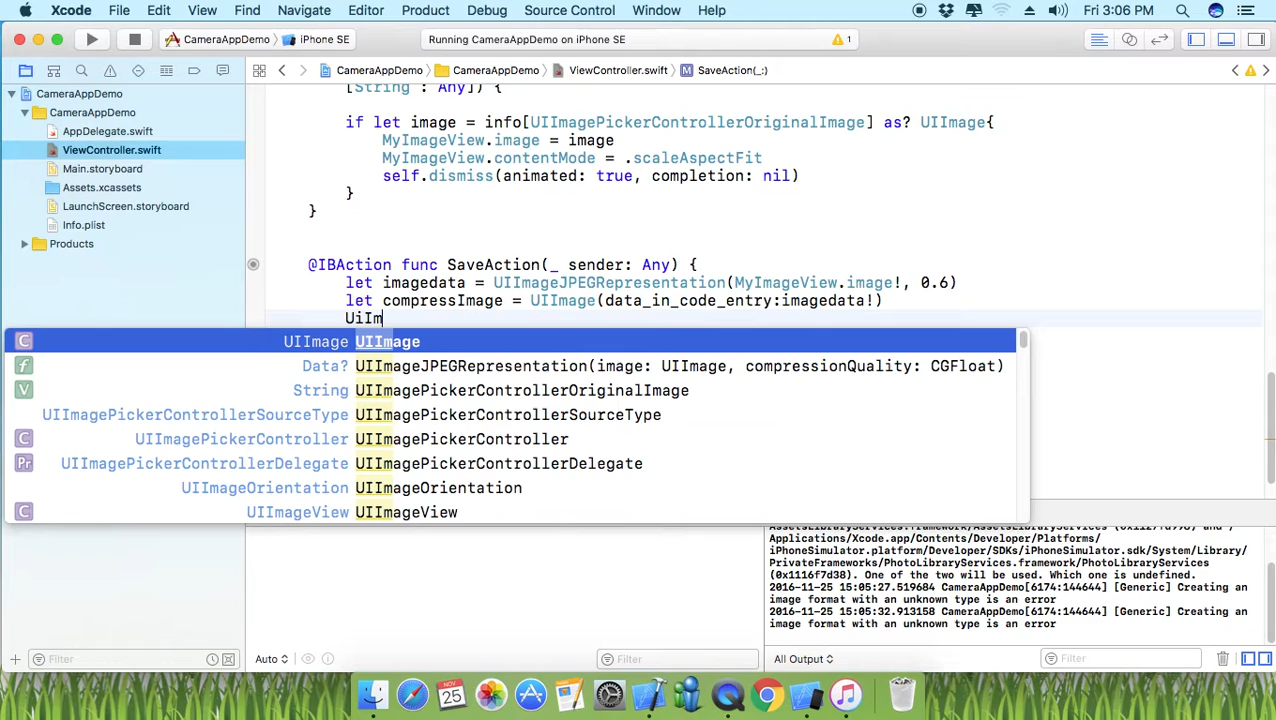 Xcode File Edit View Find Navigate Editor Product Debug Source Control Window Help Fri 3:06 PM
CameraAppDemo iPhone SE Running CameraAppDemo on iPhone SE 1
CameraAppDemo CameraAppDemo ViewController.swift M SaveAction(_:)
CameraAppDemo
CameraAppDemo
AppDelegate.swift
ViewController.swift
Main.storyboard
Assets.xcassets
LaunchScreen.storyboard
Info.plist
Products
[String : Any]) {
if let image = info[UIImagePickerControllerOriginalImage] as? UIImage{
MyImageView.image = image
MyImageView.contentMode = .scaleAspectFit
self.dismiss(animated: true, completion: nil)
}
}
@IBAction func SaveAction(_ sender: Any) {
let imagedata = UIImageJPEGRepresentation(MyImageView.image!, 0.6)
let compressImage = UIImage(data_in_code_entry:imagedata!)
UiIm
C UIImage UIImage
f Data? UIImageJPEGRepresentation(image: UIImage, compressionQuality: CGFloat)
V String UIImagePickerControllerOriginalImage
UIImagePickerControllerSourceType UIImagePickerControllerSourceType
C UIImagePickerController UIImagePickerController
Pr UIImagePickerControllerDelegate UIImagePickerControllerDelegate
UIImageOrientation UIImageOrientation
C UIImageView UIImageView
AssetsLibraryServices.framework/AssetsLibraryServices (0x1127d998) and /
Applications/Xcode.app/Contents/Developer/Platforms/
iPhoneSimulator.platform/Developer/SDKs/iPhoneSimulator.sdk/System/Library/
PrivateFrameworks/PhotoLibraryServices.framework/PhotoLibraryServices
(0x1116f7d38). One of the two will be used. Which one is undefined.
2016-11-25 15:05:27.519684 CameraAppDemo[6174:144644] [Generic] Creating an
image format with an unknown type is an error
2016-11-25 15:05:32.913158 CameraAppDemo[6174:144644] [Generic] Creating an
image format with an unknown type is an error
Filter Auto Filter All Output Filter
NOV
25